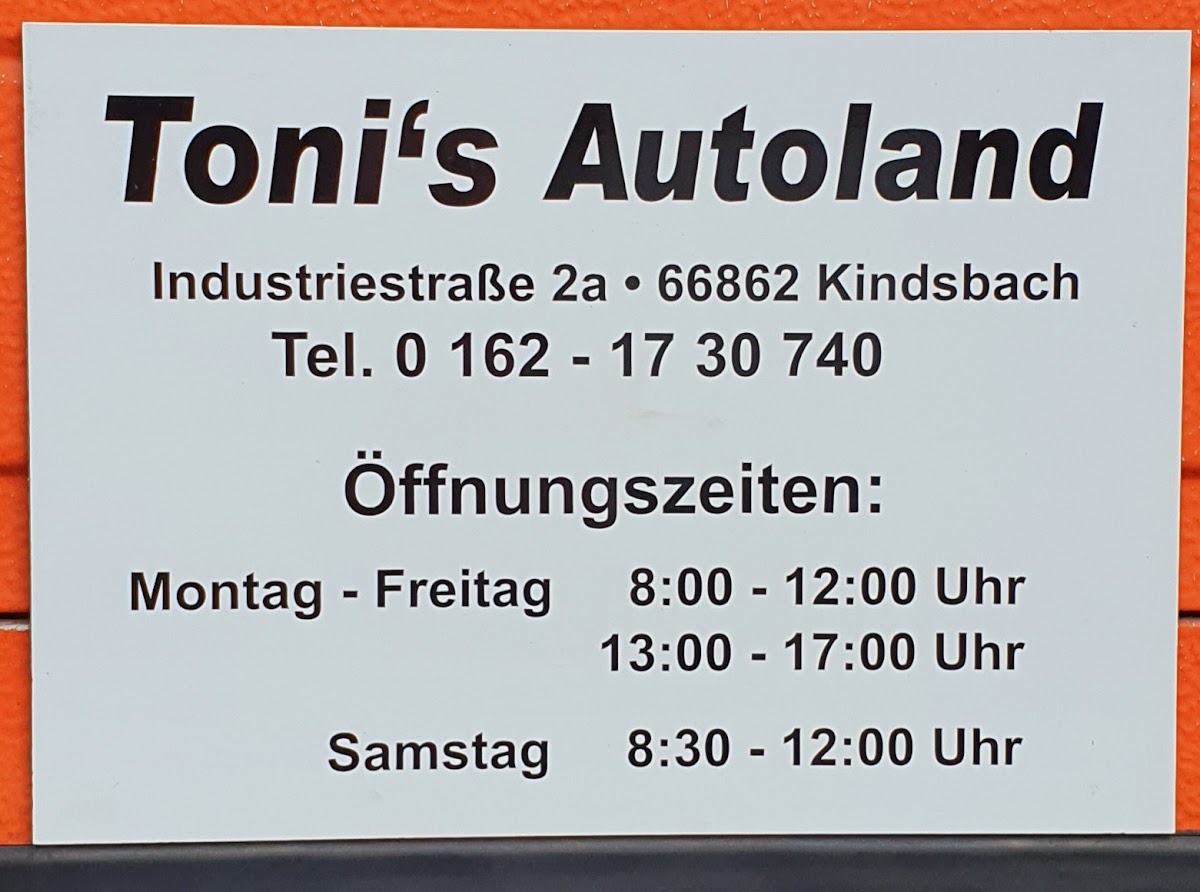 Toni‘s Autoland
Industriestraße 2a • 66862 Kindsbach
Tel. 0 162 - 17 30 740
Öffnungszeiten:
Montag - Freitag 8:00 - 12:00 Uhr
13:00 - 17:00 Uhr
Samstag 8:30 - 12:00 Uhr